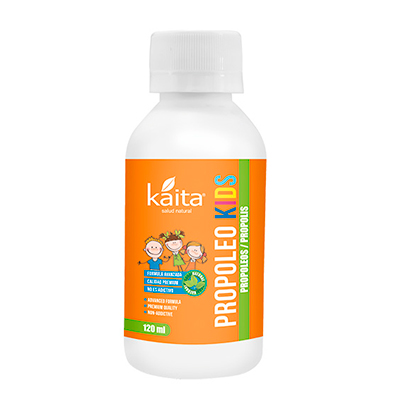 kaita®
salud natural
PROPOLEO KIDS
PROPOLEOS / PROPOLIS
FORMULA AVANZADA
CALIDAD PREMIUM
NO ES ADICTIVO
• ADVANCED FORMULA
• PREMIUM QUALITY
• NON-ADDICTIVE
120 ml